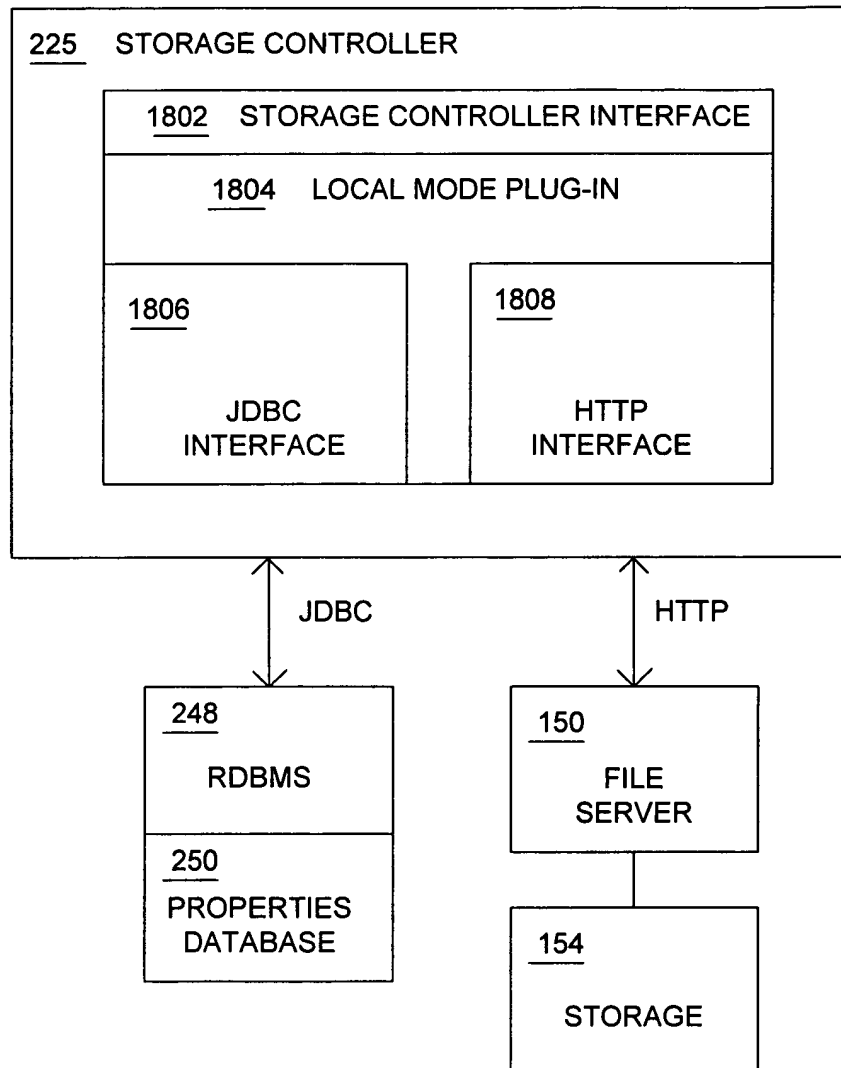 225 STORAGE CONTROLLER
1802 STORAGE CONTROLLER INTERFACE
1804 LOCAL MODE PLUG-IN
1806
JDBC
INTERFACE
1808
HTTP
INTERFACE
JDBC
HTTP
248
RDBMS
250
PROPERTIES
DATABASE
150
FILE
SERVER
154
STORAGE